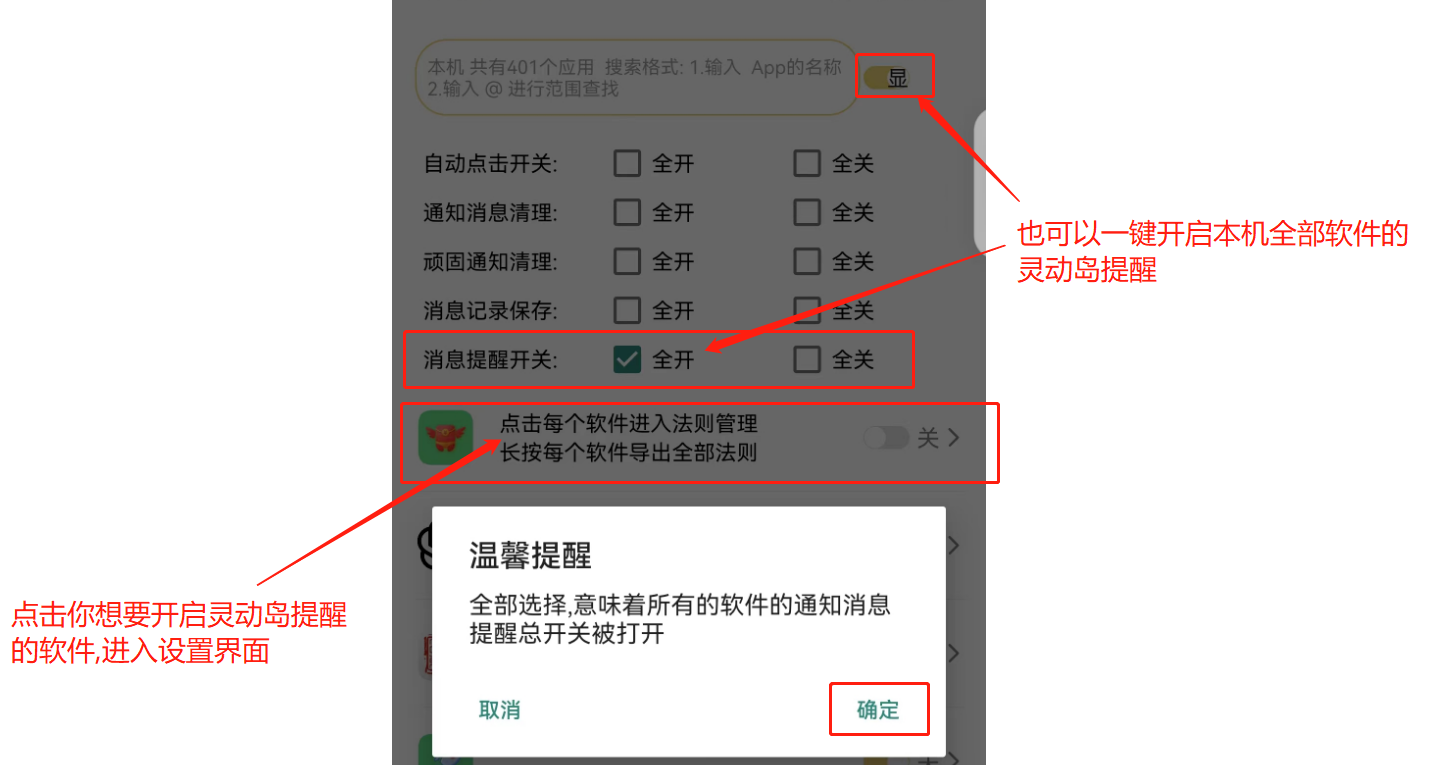 本机 共有401个应用 搜索格式: 1.输入 App的名称
2.输入 @ 进行范围查找
显
自动点击开关: 全开 全关
通知消息清理: 全开 全关
顽固通知清理: 全开 全关
消息记录保存: 全开 全关
消息提醒开关: 全开 全关
也可以一键开启本机全部软件的
灵动岛提醒
点击每个软件进入法则管理
长按每个软件导出全部法则
关
点击你想要开启灵动岛提醒
的软件,进入设置界面
温馨提醒
全部选择,意味着所有的软件的通知消息
提醒总开关被打开
取消 确定